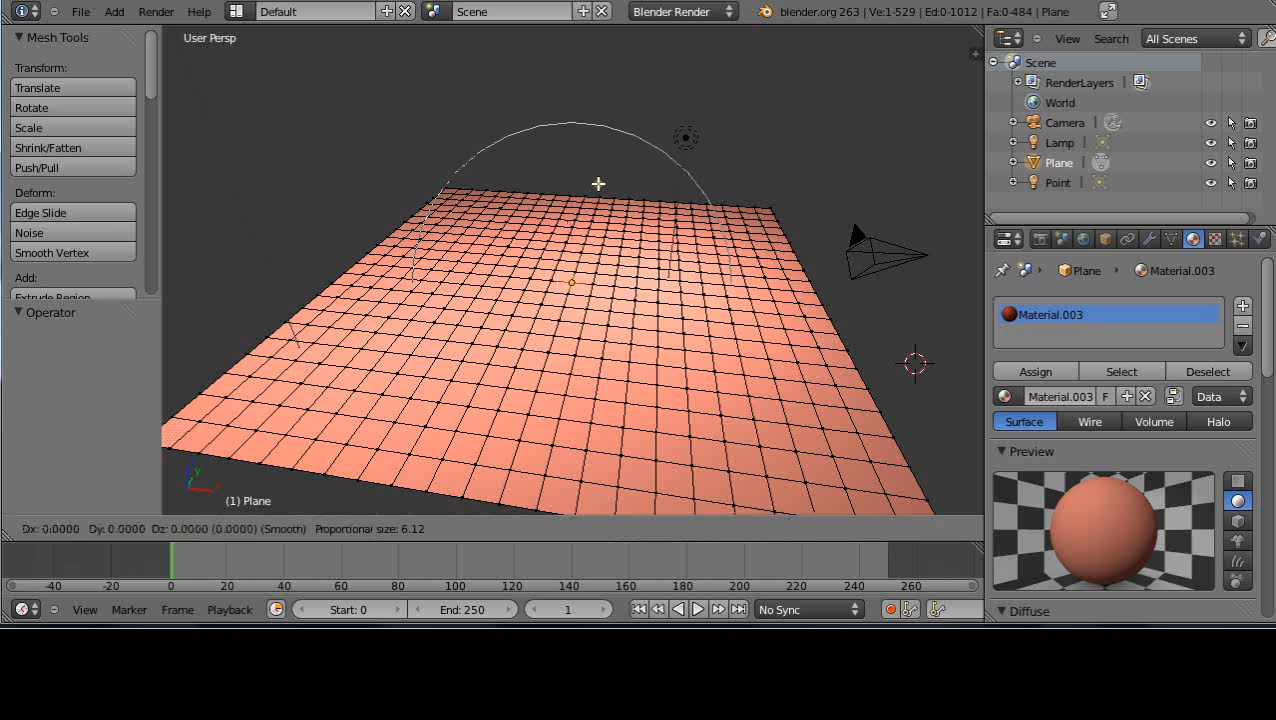 File Add Render Help Default Scene Blender Render blender.org 263 | Ve:1-529 | Ed:0-1012 | Fa:0-484 | Plane
Mesh Tools
Transform:
Translate
Rotate
Scale
Shrink/Fatten
Push/Pull
Deform:
Edge Slide
Noise
Smooth Vertex
Add:
Extrude Region
Operator
User Persp
y
x
(1) Plane
Dx: 0.0000 Dy: 0.0000 Dz: 0.0000 (0.0000) (Smooth) Proportional size: 6.12
View Search All Scenes
Scene
RenderLayers
World
Camera
Lamp
Plane
Point
Plane Material.003
Material.003
Assign Select Deselect
Material.003 F Data
Surface Wire Volume Halo
Preview
Diffuse
-40 -20 0 20 40 60 80 100 120 140 160 180 200 220 240 260
View Marker Frame Playback Start: 0 End: 250 1 No Sync